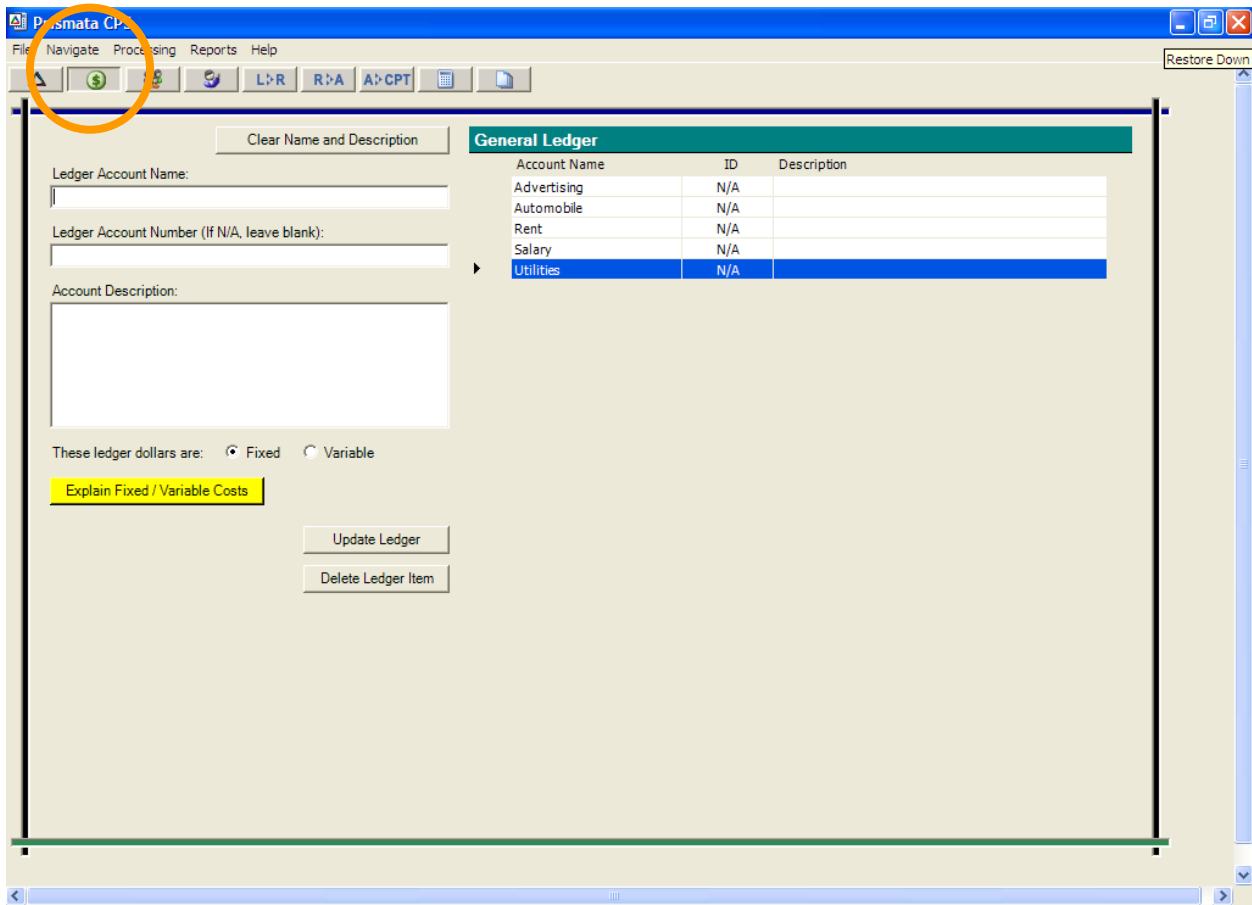 Prismata CPS
File Navigate Processing Reports Help
Restore Down
L>R R>A A>CPT
Clear Name and Description
General Ledger
Ledger Account Name:
Account Name ID Description
Advertising N/A
Automobile N/A
Ledger Account Number (If N/A, leave blank):
Rent N/A
Salary N/A
Utilities N/A
Account Description:
These ledger dollars are: Fixed Variable
Explain Fixed / Variable Costs
Update Ledger
Delete Ledger Item